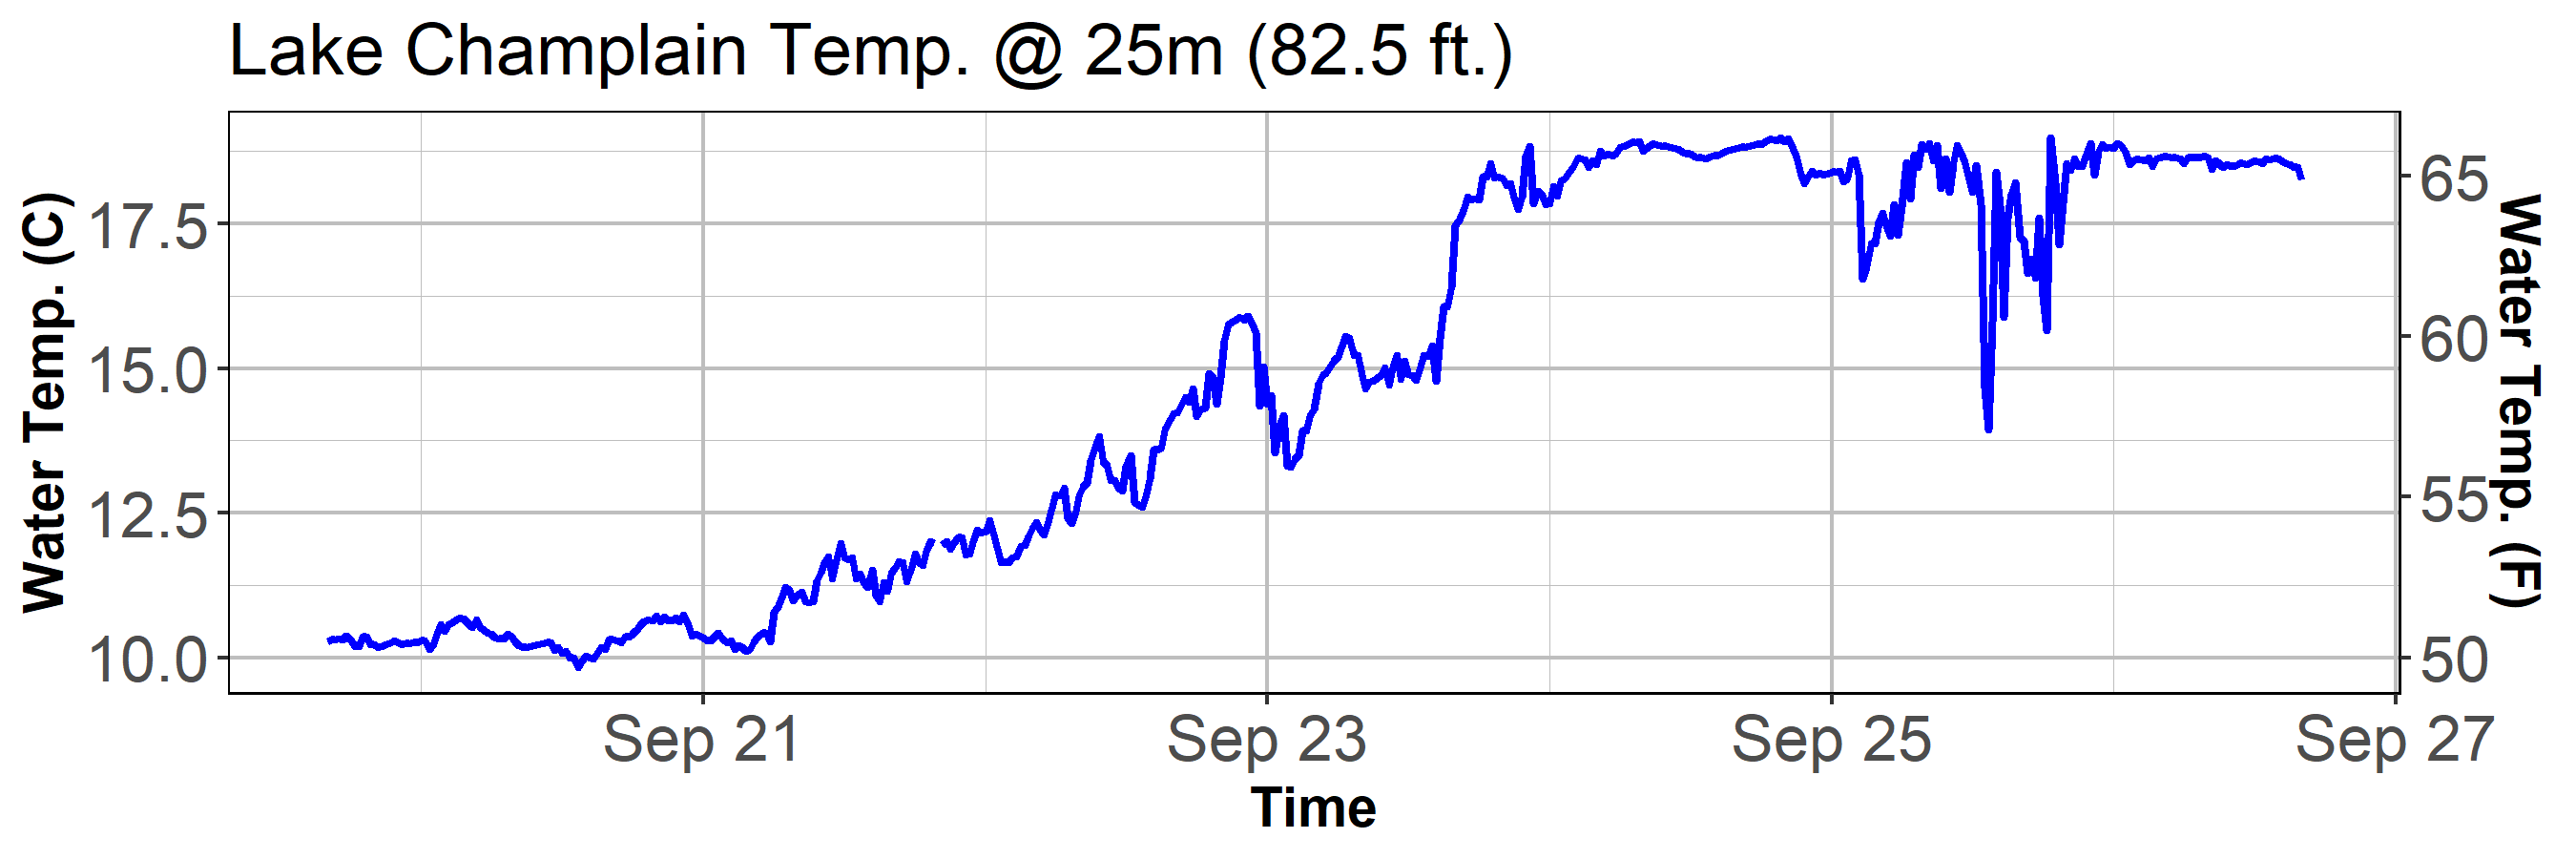 Lake Champlain Temp. @ 25m (82.5 ft.)
Water Temp. (C)
17.5
15.0
12.5
10.0
65
60
55
50
Water Temp. (F)
Sep 21 Sep 23 Sep 25 Sep 27
Time